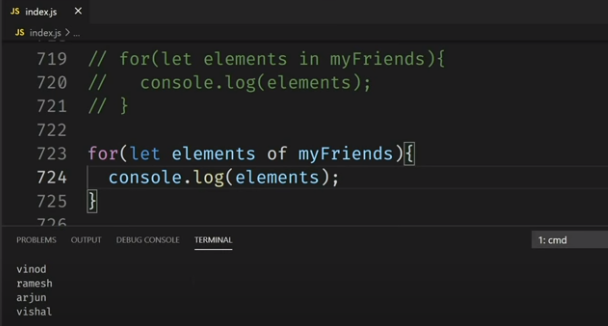 JS index.js ×
JS index.js > ...
719 // for(let elements in myFriends){
720 //   console.log(elements);
721 // }
722
723 for(let elements of myFriends){
724   console.log(elements);
725 }
726
PROBLEMS OUTPUT DEBUG CONSOLE TERMINAL 1: cmd
vinod
ramesh
arjun
vishal